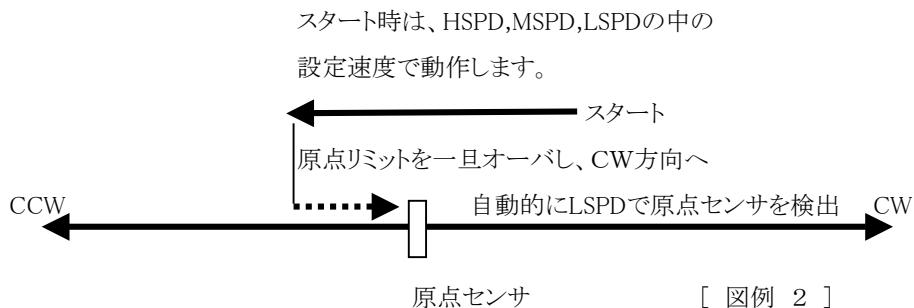 スタート時は、HSPD,MSPD,LSPDの中の
設定速度で動作します。
スタート
原点リミットを一旦オーバし、CW方向へ
CCW
自動的にLSPDで原点センサを検出
CW
原点センサ
[ 図例 2 ]